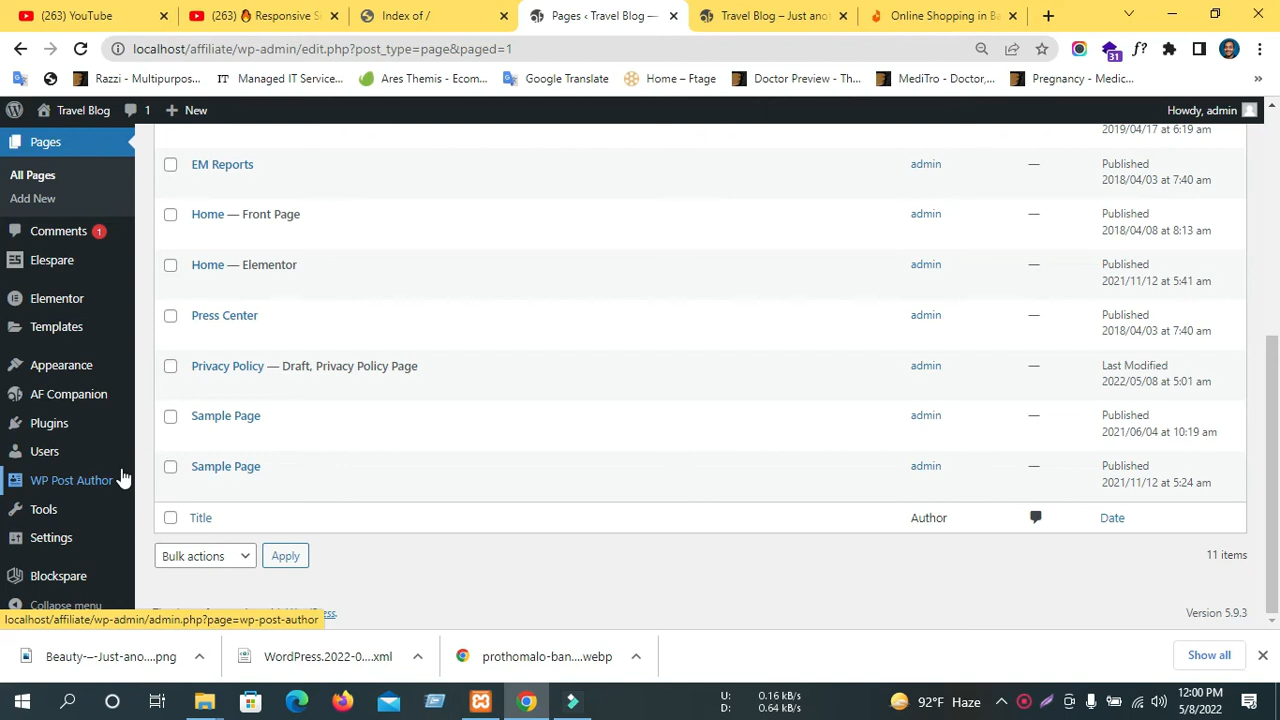 (263) YouTube
(263) 🔥 Responsive S
Index of /
Pages ‹ Travel Blog —
Travel Blog – Just ano
Online Shopping in Ba
localhost/affiliate/wp-admin/edit.php?post_type=page&paged=1
31
f?
Razzi - Multipurpos...
IT Managed IT Service...
Ares Themis - Ecom...
Google Translate
Home – Ftage
Doctor Preview - Th...
MediTro - Doctor,...
Pregnancy - Medic...
»
Travel Blog
1
New
Howdy, admin
Pages
All Pages
Add New
Comments 1
Elespare
Elementor
Templates
Appearance
AF Companion
Plugins
Users
WP Post Author
Tools
Settings
Blockspare
Collapse menu
2019/04/17 at 6:19 am
EM Reports admin — Published
2018/04/03 at 7:40 am
Home — Front Page admin — Published
2018/04/08 at 8:13 am
Home — Elementor admin — Published
2021/11/12 at 5:41 am
Press Center admin — Published
2018/04/03 at 7:40 am
Privacy Policy — Draft, Privacy Policy Page admin — Last Modified
2022/05/08 at 5:01 am
Sample Page admin — Published
2021/06/04 at 10:19 am
Sample Page admin — Published
2021/11/12 at 5:24 am
Title Author Date
Bulk actions Apply 11 items
Version 5.9.3
localhost/affiliate/wp-admin/admin.php?page=wp-post-author
Beauty-–-Just-ano....png
WordPress.2022-0....xml
prothomalo-ban....webp
Show all
U: 0.16 kB/s
D: 0.64 kB/s
92°F Haze
12:00 PM
5/8/2022